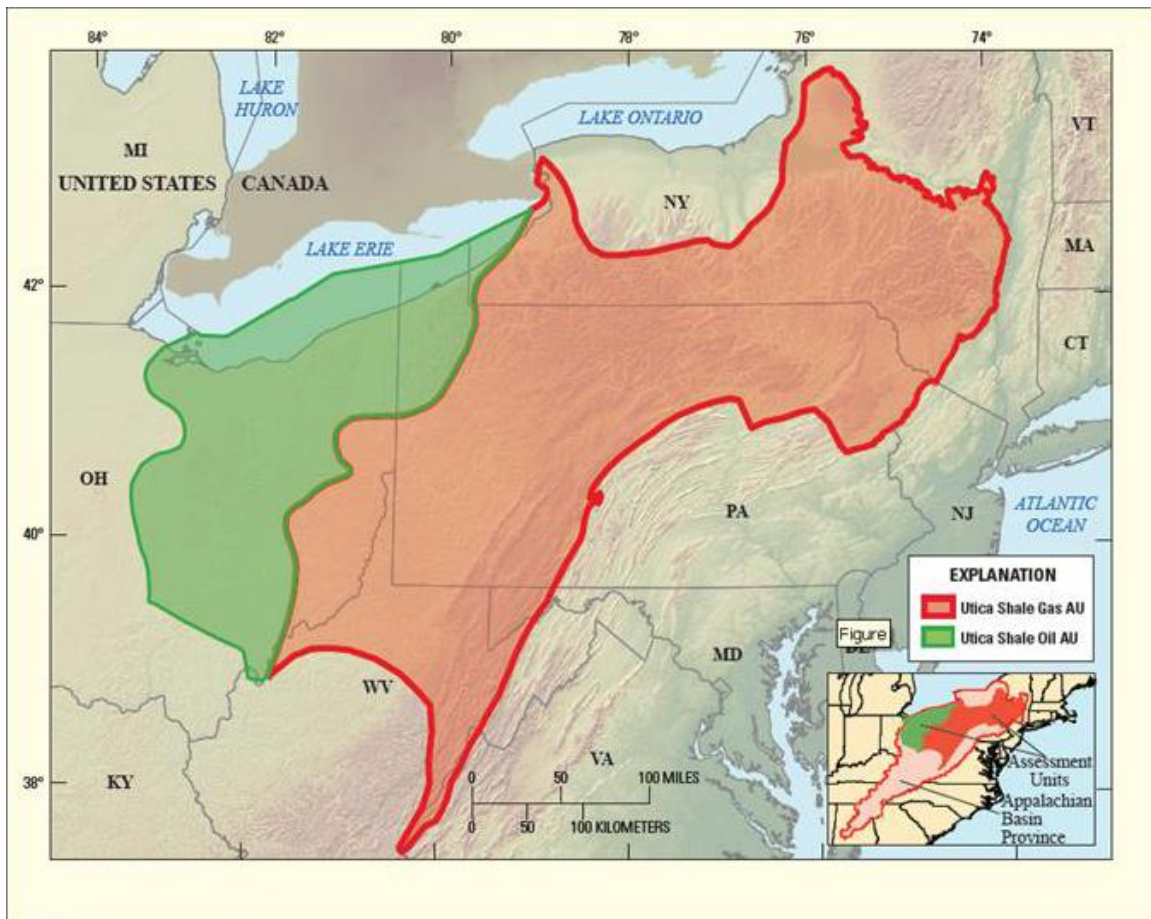 84°
82°
80°
78°
76°
74°
LAKE
HURON
LAKE ONTARIO
VT
MI
UNITED STATES
CANADA
NY
LAKE ERIE
MA
42°
CT
OH
PA
NJ
ATLANTIC
OCEAN
40°
EXPLANATION
Utica Shale Gas AU
Utica Shale Oil AU
Figure
MD
WV
VA
KY
38°
0 50 100 MILES
0 50 100 KILOMETERS
Assessment
Units
Appalachian
Basin
Province